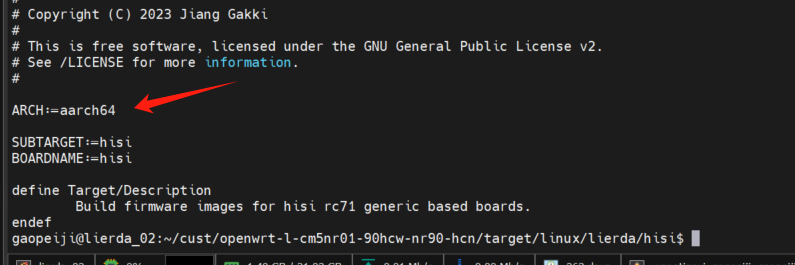 #
# Copyright (C) 2023 Jiang Gakki
#
# This is free software, licensed under the GNU General Public License v2.
# See /LICENSE for more information.
#
ARCH:=aarch64
SUBTARGET:=hisi
BOARDNAME:=hisi
define Target/Description
Build firmware images for hisi rc71 generic based boards.
endef
gaopeiji@lierda_02:~/cust/openwrt-l-cm5nr01-90hcw-nr90-hcn/target/linux/lierda/hisi$